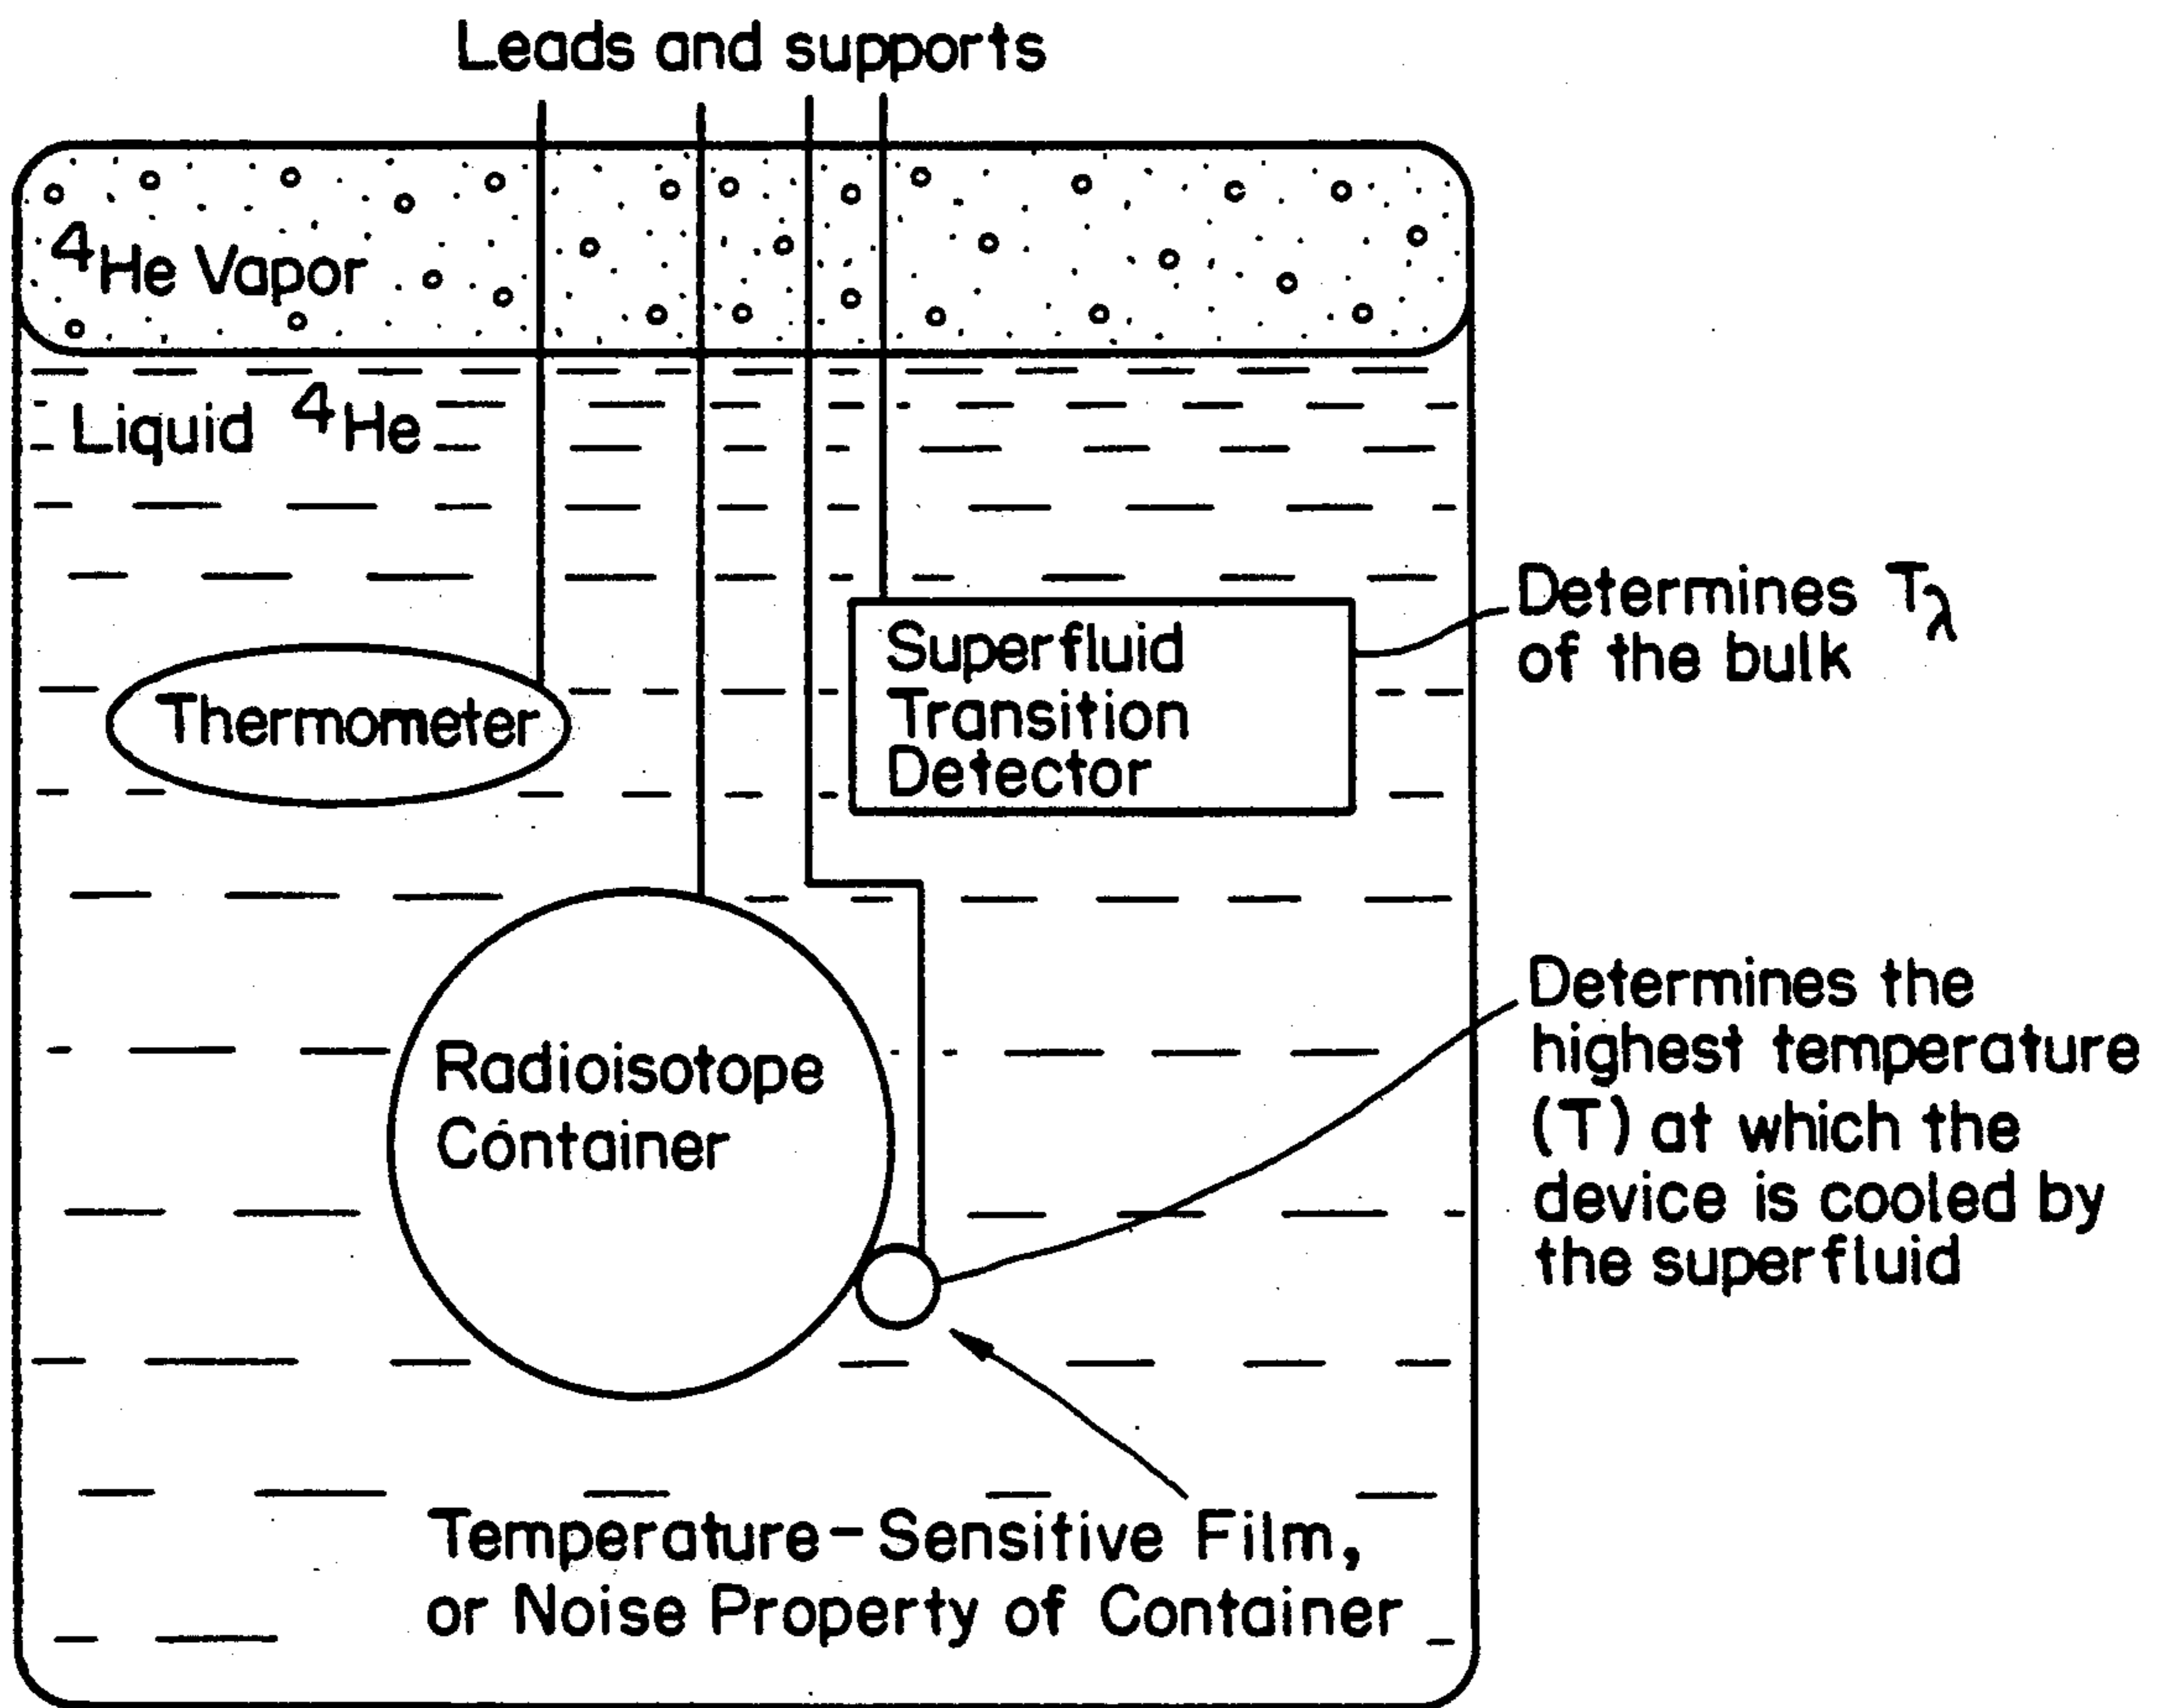 Leads and supports
⁴He Vapor
Liquid ⁴He
Determines Tλ
of the bulk
Superfluid
Transition
Detector
Thermometer
Determines the
highest temperature
(T) at which the
device is cooled by
the superfluid
Radioisotope
Container
Temperature-Sensitive Film,
or Noise Property of Container